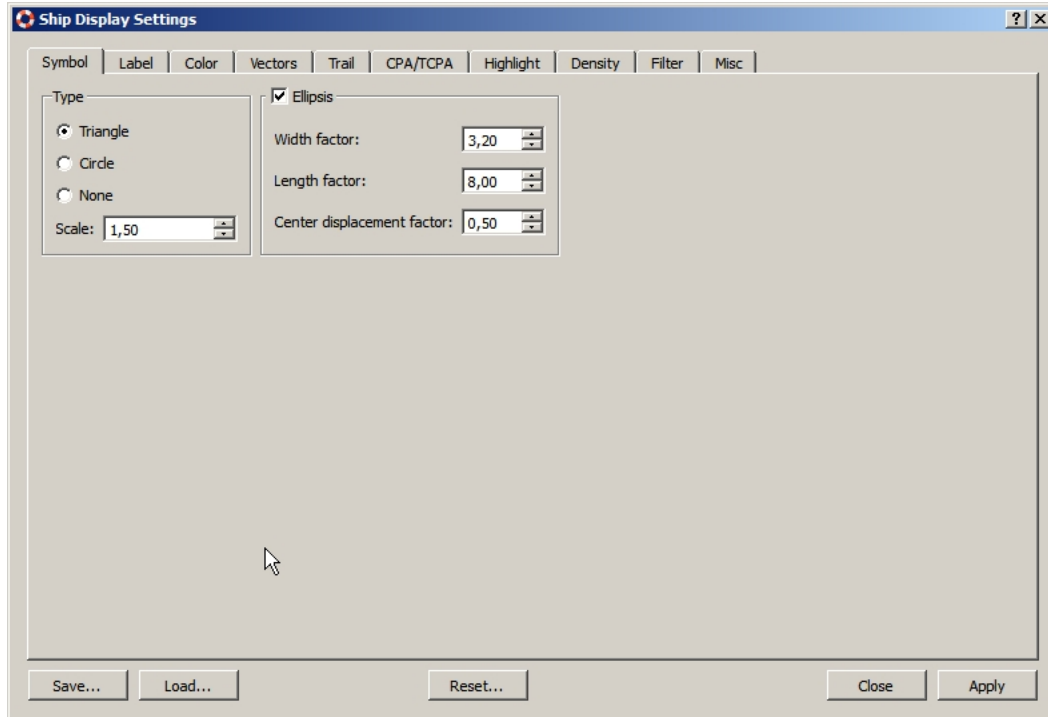 Ship Display Settings
Symbol Label Color Vectors Trail CPA/TCPA Highlight Density Filter Misc
Type
Triangle
Circle
None
Scale: 1,50
Ellipsis
Width factor: 3,20
Length factor: 8,00
Center displacement factor: 0,50
Save... Load... Reset... Close Apply